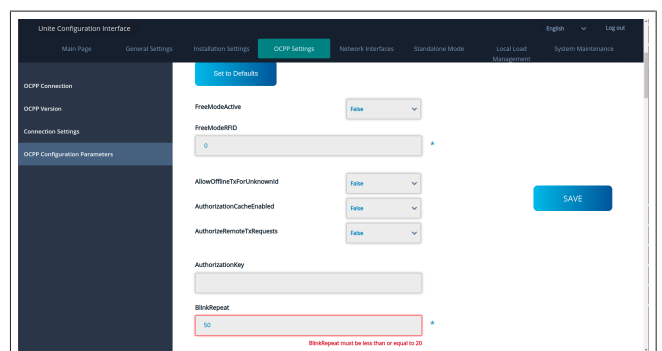 Unite Configuration Interface
English
Log out
Main Page
General Settings
Installation Settings
OCPP Settings
Network Interfaces
Standalone Mode
Local Load
Management
System Maintenance
OCPP Connection
OCPP Version
Connection Settings
OCPP Configuration Parameters
Set to Defaults
FreeModeActive
False
FreeModeRFID
0
*
AllowOfflineTxForUnknownId
False
AuthorizationCacheEnabled
False
AuthorizeRemoteTxRequests
False
SAVE
AuthorizationKey
BlinkRepeat
50
*
BlinkRepeat must be less than or equal to 20